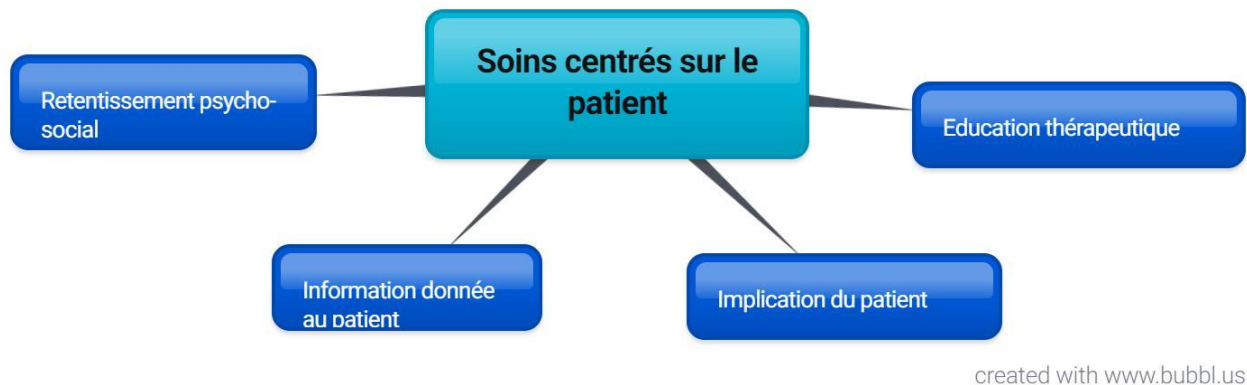 Soins centrés sur le
patient
Retentissement psycho-
social
Education thérapeutique
Information donnée
au patient
Implication du patient
created with www.bubbl.us